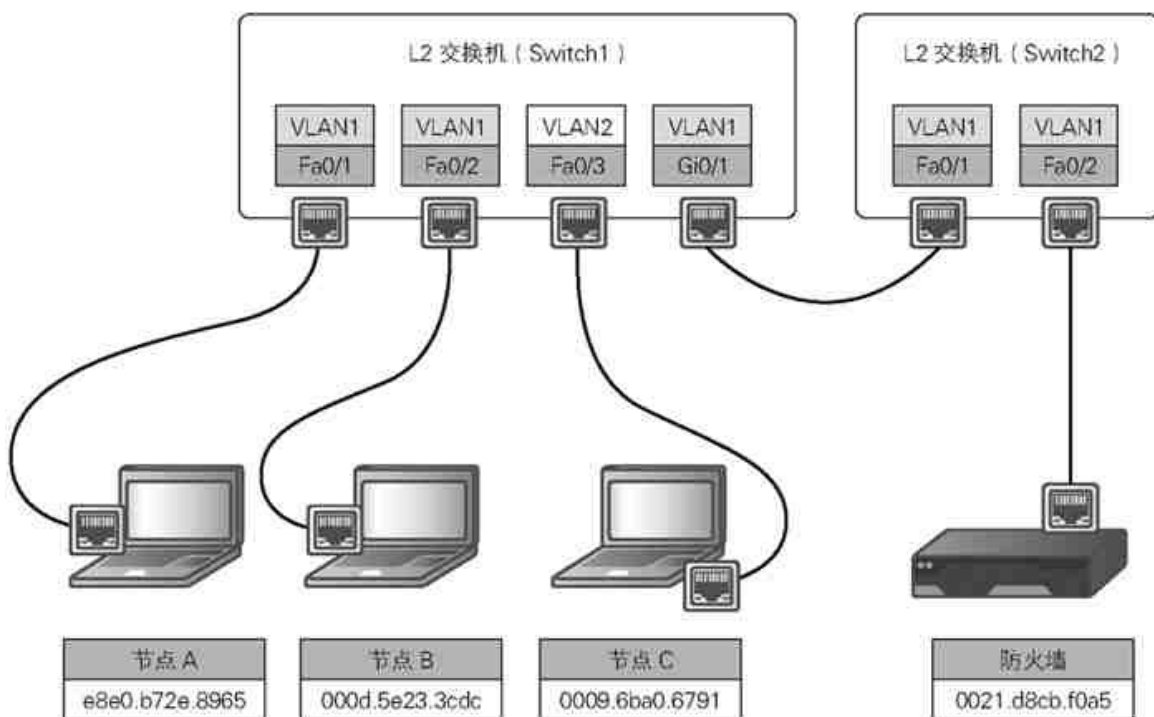 L2 交换机（Switch1）
L2 交换机（Switch2）
VLAN1
VLAN1
VLAN2
VLAN1
VLAN1
VLAN1
Fa0/1
Fa0/2
Fa0/3
Gi0/1
Fa0/1
Fa0/2
节点 A
节点 B
节点 C
防火墙
e8e0.b72e.8965
000d.5e23.3cdc
0009.6ba0.6791
0021.d8cb.f0a5